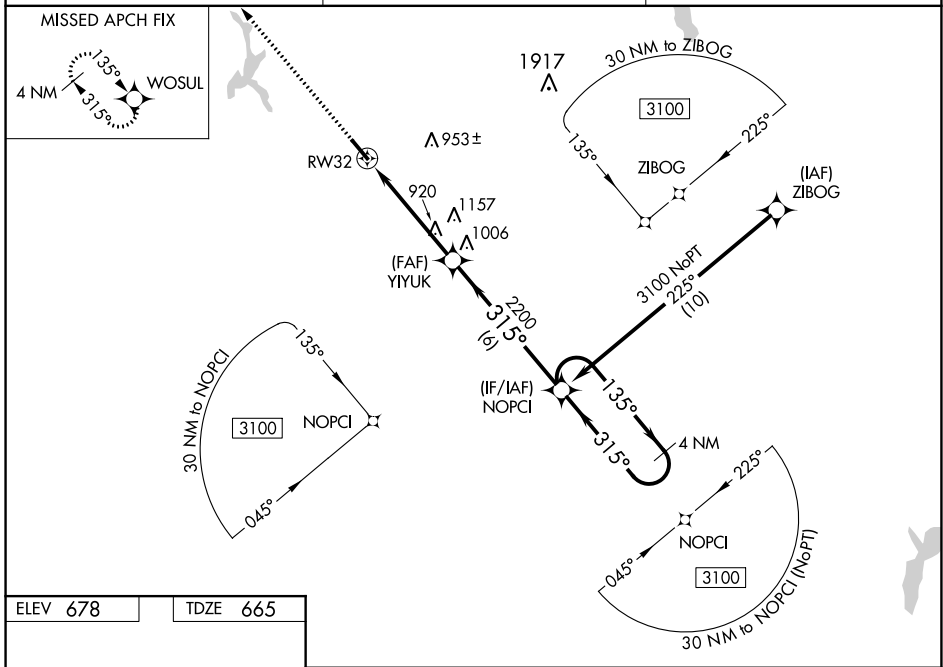 MISSED APCH FIX
135°
WOSUL
4 NM
315°
RW32
953±
920
1157
1006
(FAF)
YIYUK
1917
30 NM to ZIBOG
3100
135°
225°
ZIBOG
(IAF)
ZIBOG
3100 NoPT
225°
(10)
2200
315°
(6)
(IF/IAF)
NOPCI
135°
315°
4 NM
30 NM to NOPCI
135°
3100
NOPCI
045°
225°
NOPCI
045°
3100
30 NM to NOPCI (NoPT)
ELEV 678
TDZE 665